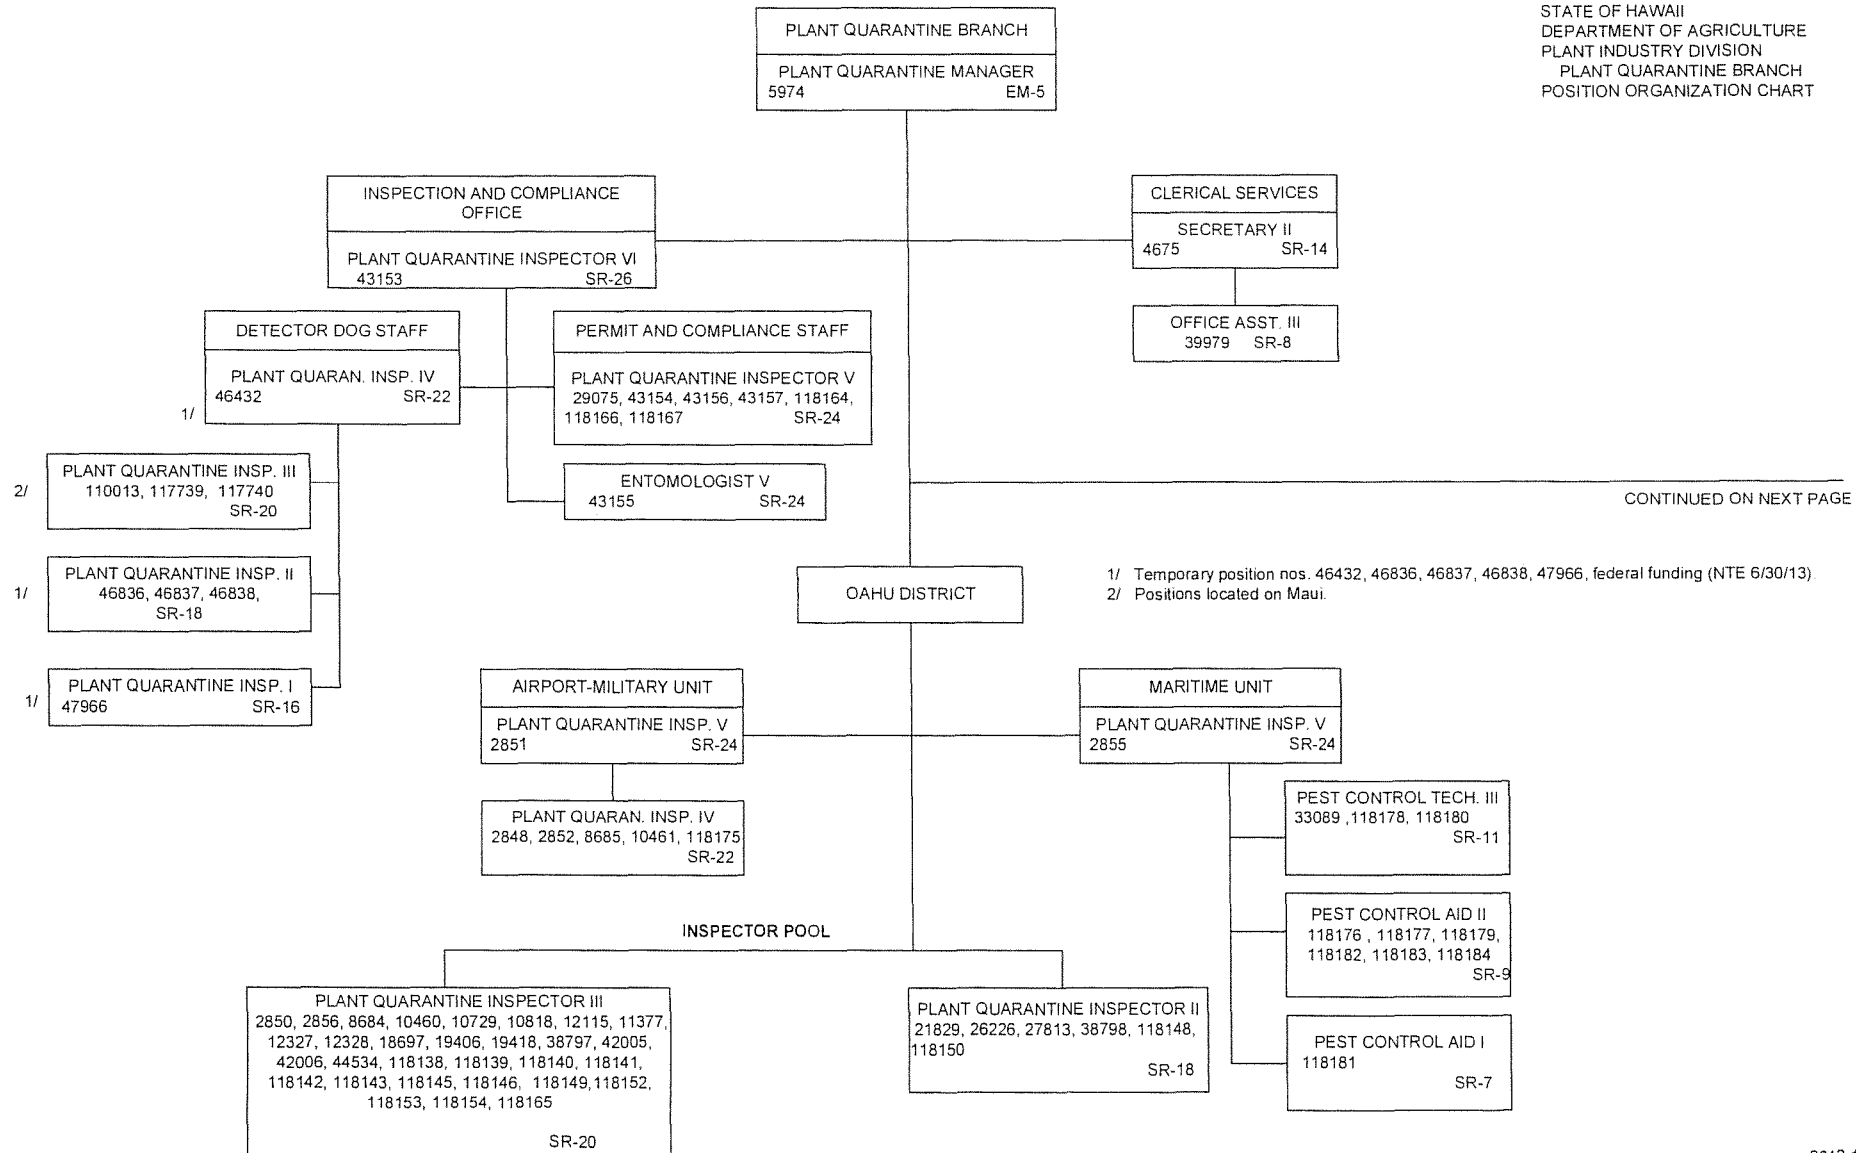 STATE OF HAWAII
DEPARTMENT OF AGRICULTURE
PLANT INDUSTRY DIVISION
PLANT QUARANTINE BRANCH
POSITION ORGANIZATION CHART
PLANT QUARANTINE BRANCH
PLANT QUARANTINE MANAGER
5974 EM-5
INSPECTION AND COMPLIANCE
OFFICE
PLANT QUARANTINE INSPECTOR VI
43153 SR-26
CLERICAL SERVICES
SECRETARY II
4675 SR-14
OFFICE ASST. III
39979 SR-8
DETECTOR DOG STAFF
PLANT QUARAN. INSP. IV
46432 SR-22
1/
PERMIT AND COMPLIANCE STAFF
PLANT QUARANTINE INSPECTOR V
29075, 43154, 43156, 43157, 118164,
118166, 118167 SR-24
PLANT QUARANTINE INSP. III
110013, 117739, 117740
SR-20
2/
ENTOMOLOGIST V
43155 SR-24
CONTINUED ON NEXT PAGE
PLANT QUARANTINE INSP. II
46836, 46837, 46838,
SR-18
1/
PLANT QUARANTINE INSP. I
47966 SR-16
1/
OAHU DISTRICT
1/ Temporary position nos. 46432, 46836, 46837, 46838, 47966, federal funding (NTE 6/30/13)
2/ Positions located on Maui.
AIRPORT-MILITARY UNIT
PLANT QUARANTINE INSP. V
2851 SR-24
PLANT QUARAN. INSP. IV
2848, 2852, 8685, 10461, 118175
SR-22
MARITIME UNIT
PLANT QUARANTINE INSP. V
2855 SR-24
PEST CONTROL TECH. III
33089 ,118178, 118180
SR-11
PEST CONTROL AID II
118176 , 118177, 118179,
118182, 118183, 118184
SR-9
PEST CONTROL AID I
118181
SR-7
INSPECTOR POOL
PLANT QUARANTINE INSPECTOR III
2850, 2856, 8684, 10460, 10729, 10818, 12115, 11377,
12327, 12328, 18697, 19406, 19418, 38797, 42005,
42006, 44534, 118138, 118139, 118140, 118141,
118142, 118143, 118145, 118146, 118149,118152,
118153, 118154, 118165
SR-20
PLANT QUARANTINE INSPECTOR II
21829, 26226, 27813, 38798, 118148,
118150
SR-18